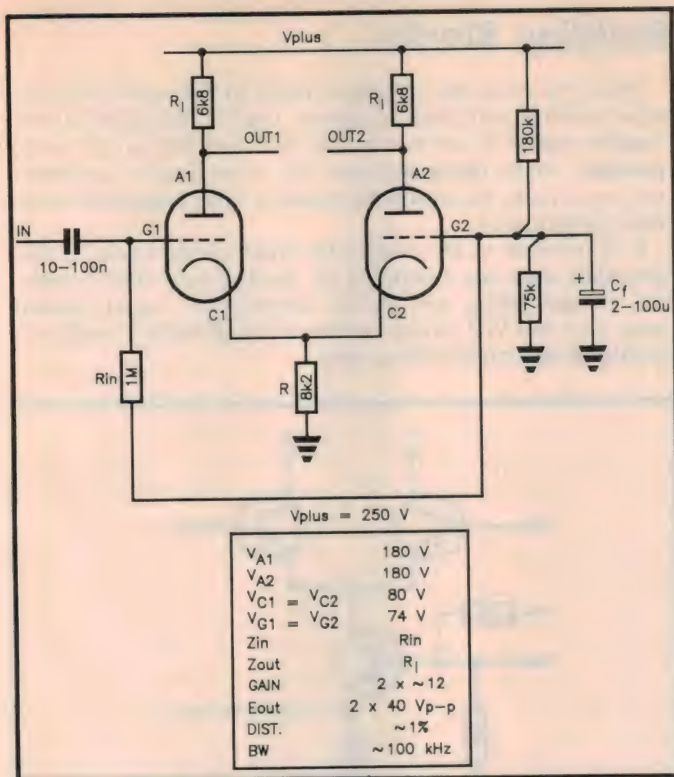 Vplus
Rl
6k8
Rl
6k8
180k
OUT1
OUT2
A1
A2
IN
G1
G2
10-100n
75k
+
Cf
2-100u
C1
C2
Rin
1M
R
8k2
Vplus = 250 V
VA1 180 V
VA2 180 V
VC1 = VC2 80 V
VG1 = VG2 74 V
Zin Rin
Zout Rl
GAIN 2 x ~12
Eout 2 x 40 Vp-p
DIST. ~1%
BW ~100 kHz